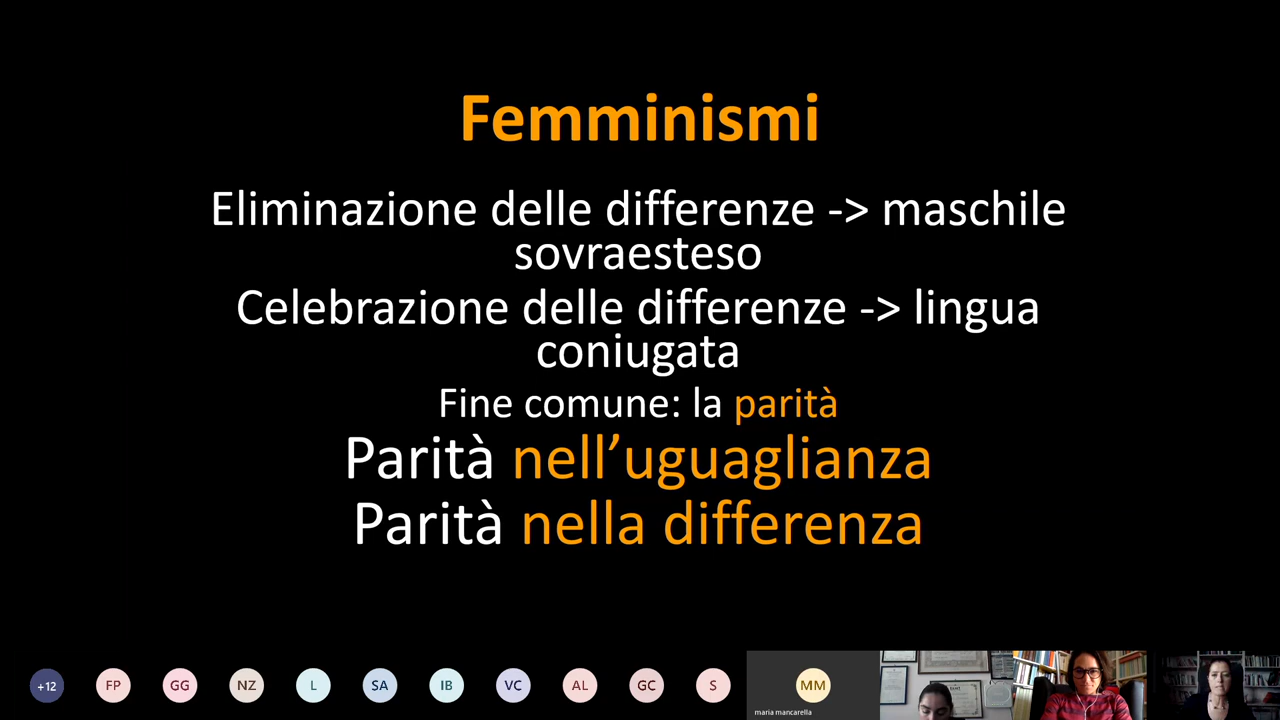 Femminismi
Eliminazione delle differenze -> maschile
sovraesteso
Celebrazione delle differenze -> lingua
coniugata
Fine comune: la parità
Parità nell’uguaglianza
Parità nella differenza
+12
FP
GG
NZ
L
SA
IB
VC
AL
GC
S
MM
maria mancarella